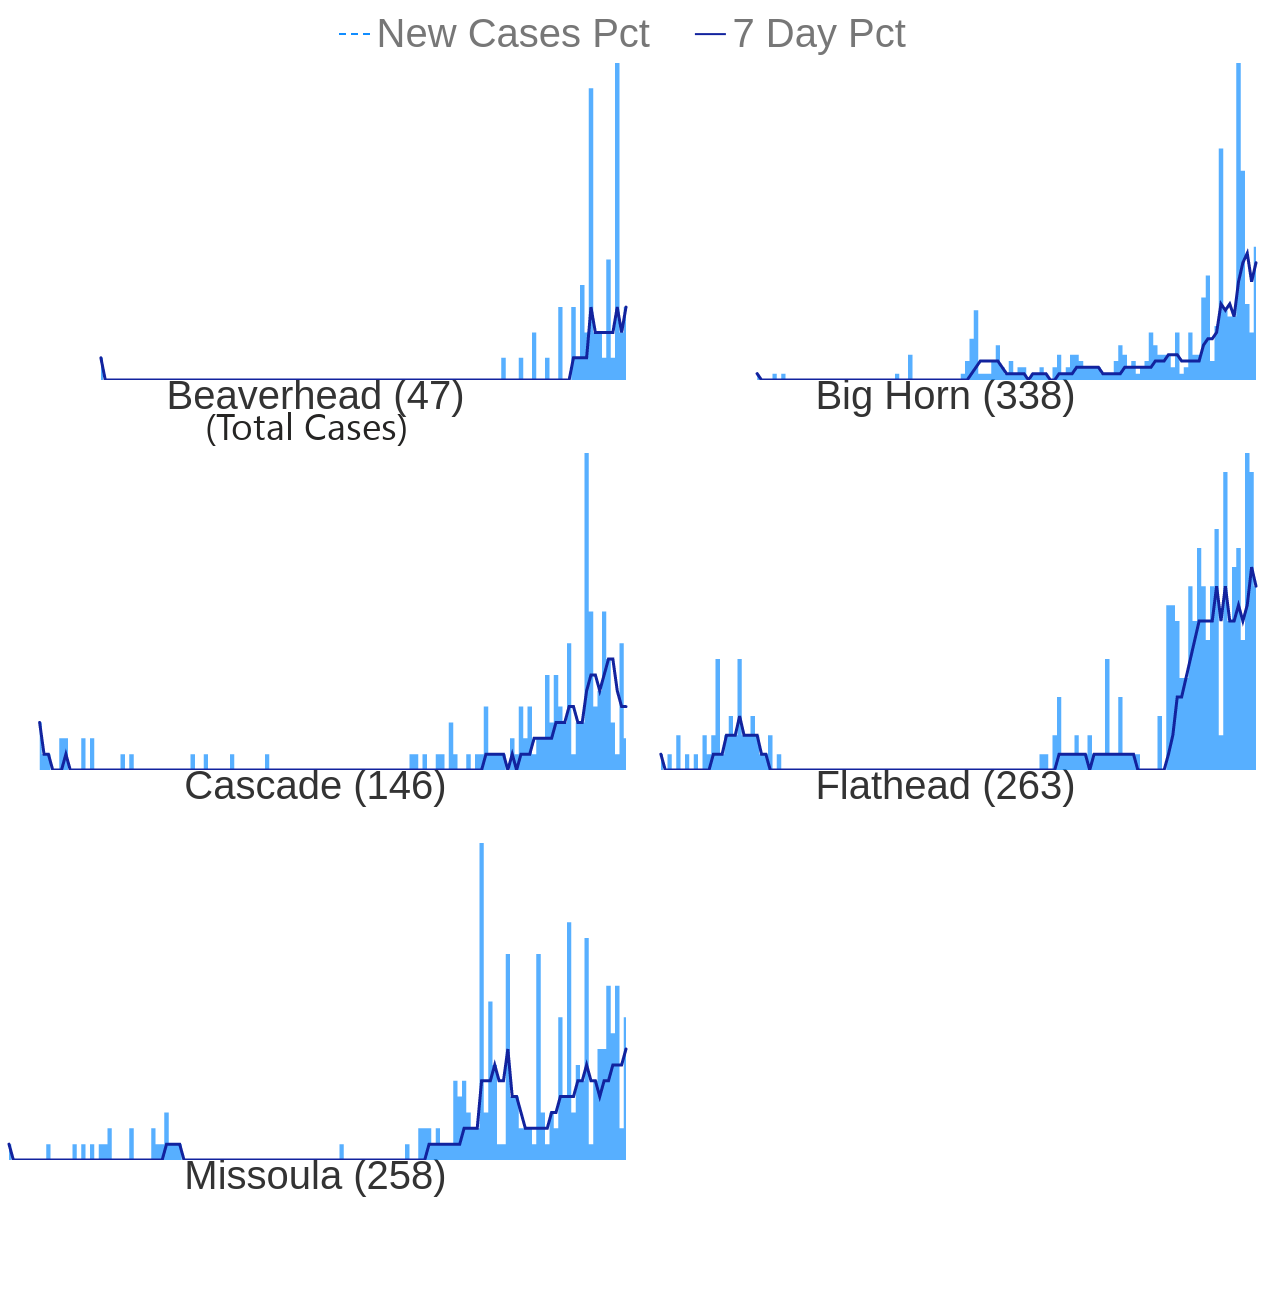 New Cases Pct 7 Day Pct
Beaverhead (47)
(Total Cases)
Big Horn (338)
Cascade (146)
Flathead (263)
Missoula (258)